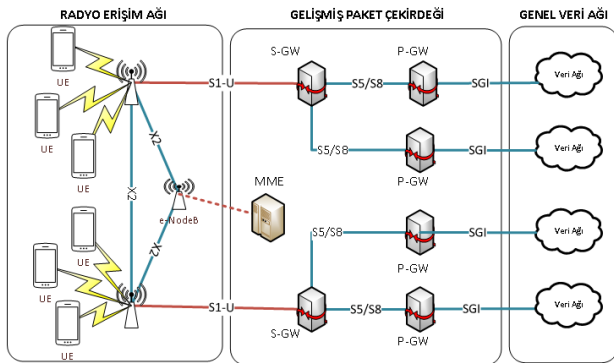 RADYO ERİŞİM AĞI
GELİŞMİŞ PAKET ÇEKİRDEĞİ
GENEL VERİ AĞI
UE
UE
UE
S1-U
S-GW
S5/S8
P-GW
SGI
Veri Ağı
S5/S8
P-GW
SGI
Veri Ağı
X2
X2
X2
e-NodeB
MME
UE
UE
UE
S1-U
S-GW
S5/S8
P-GW
SGI
Veri Ağı
S5/S8
P-GW
SGI
Veri Ağı